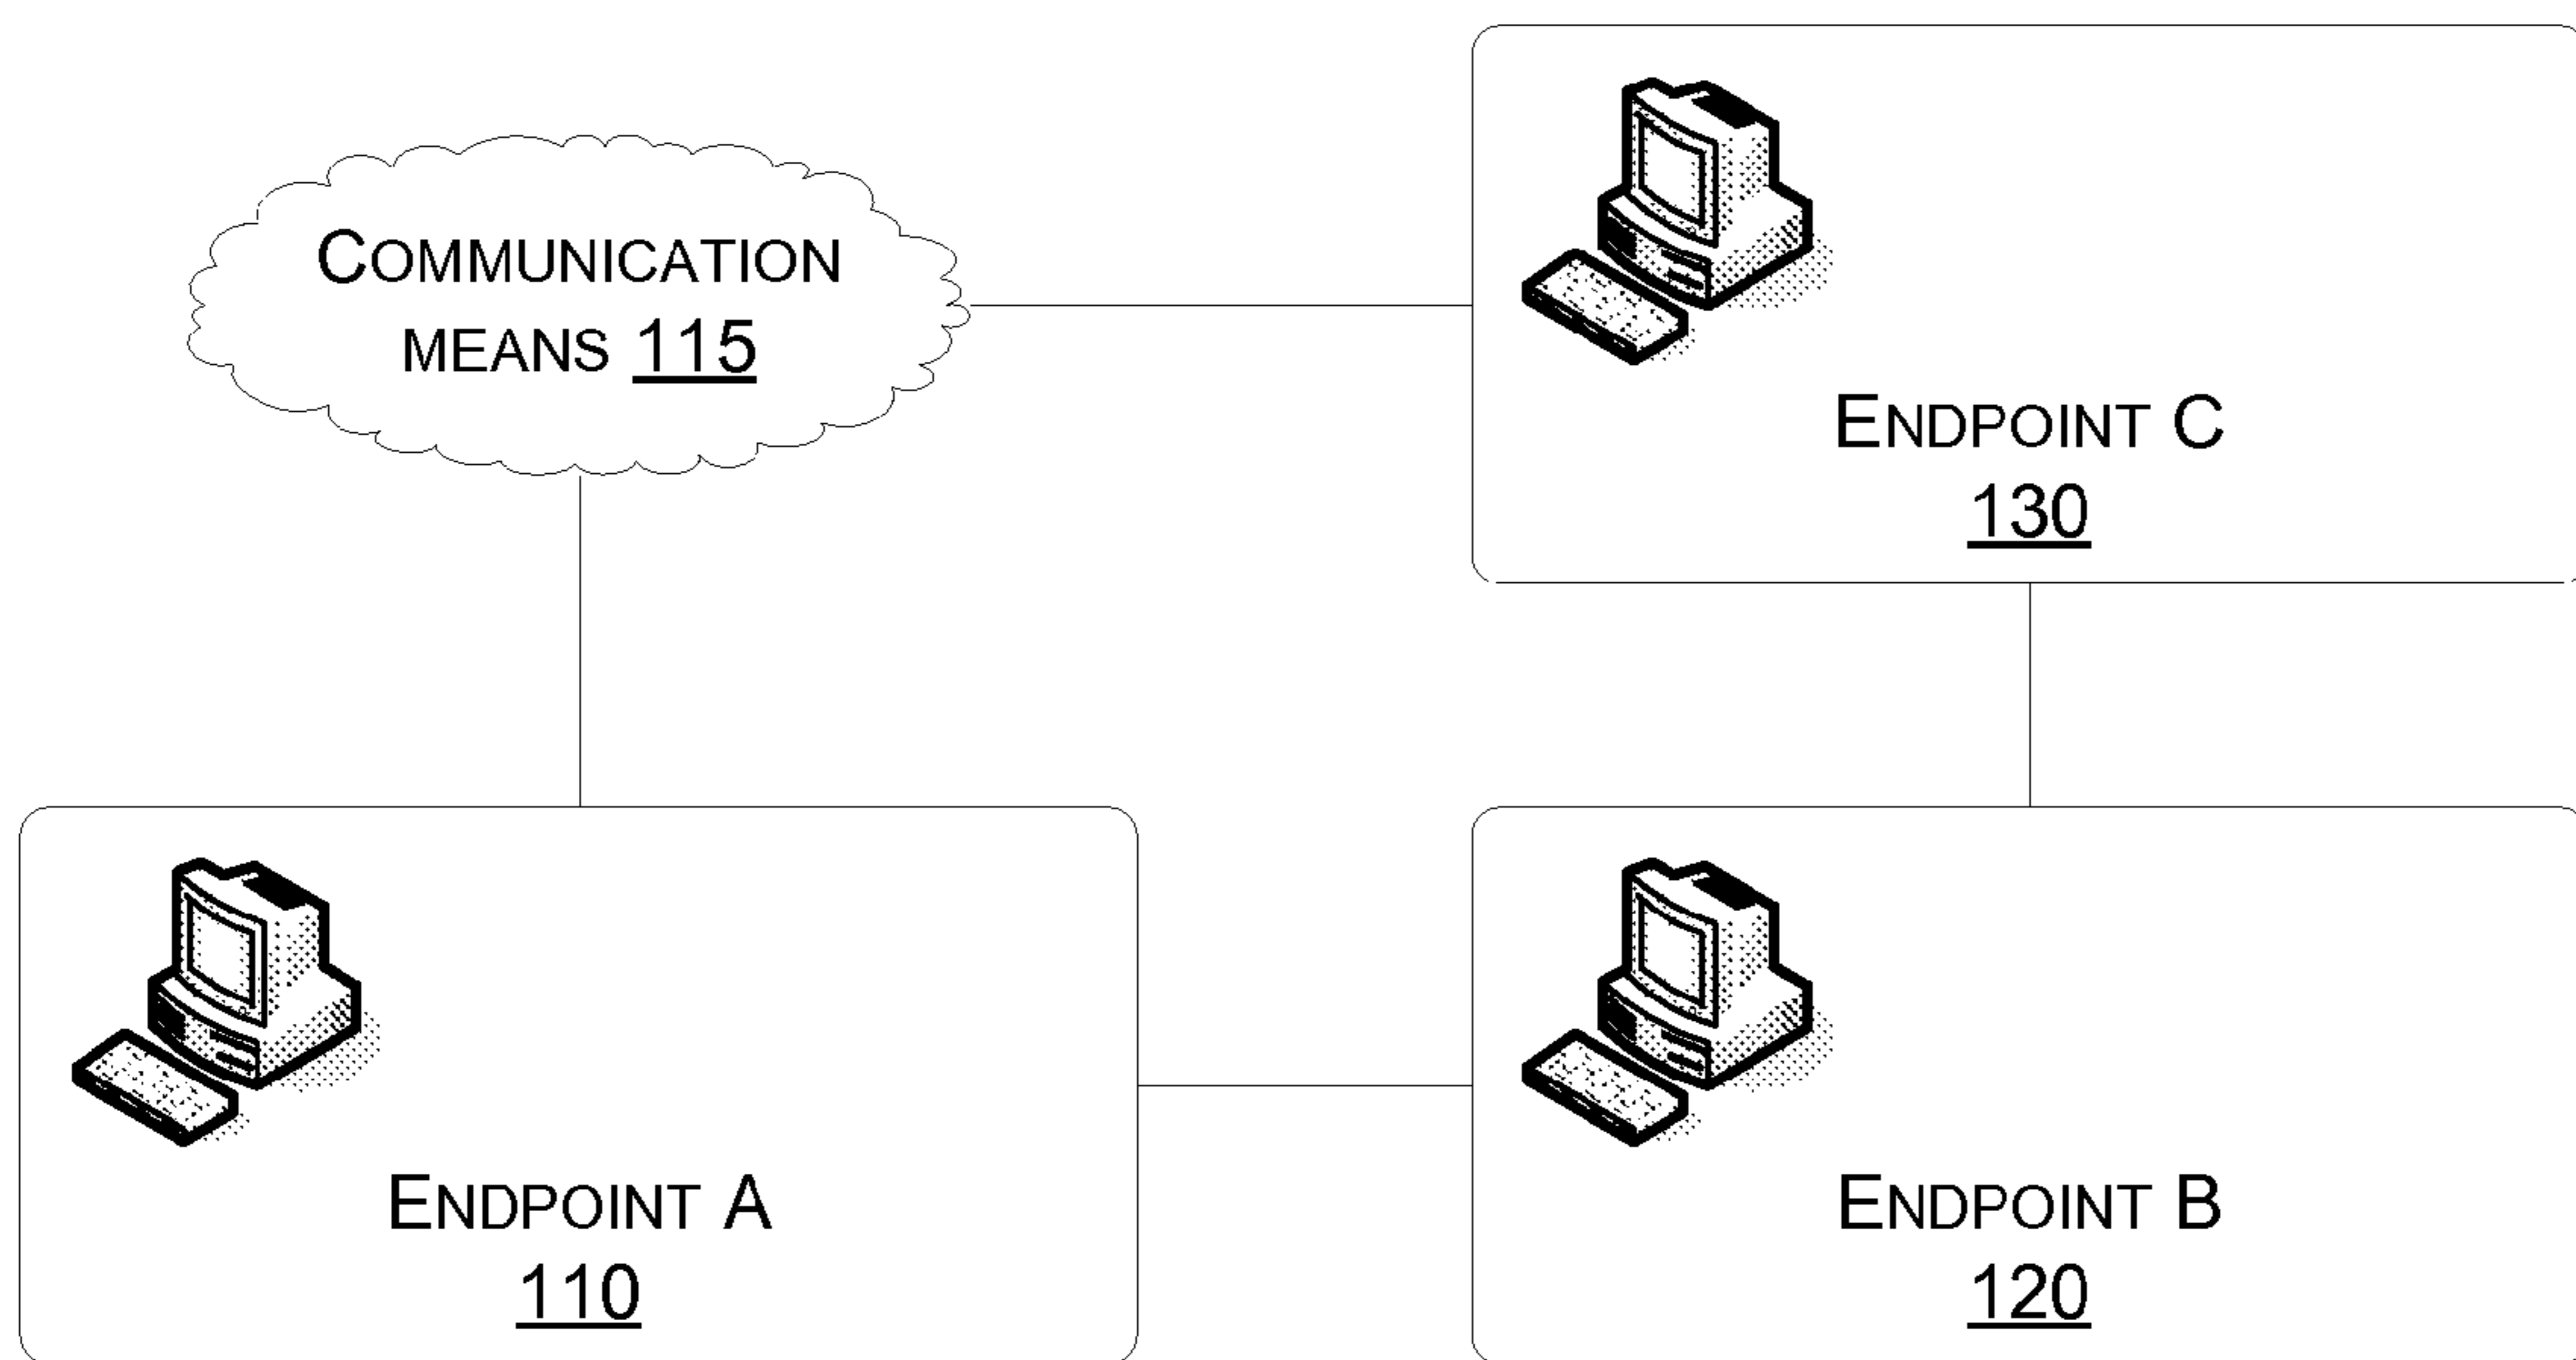 COMMUNICATION
MEANS 115
ENDPOINT C
130
ENDPOINT A
110
ENDPOINT B
120